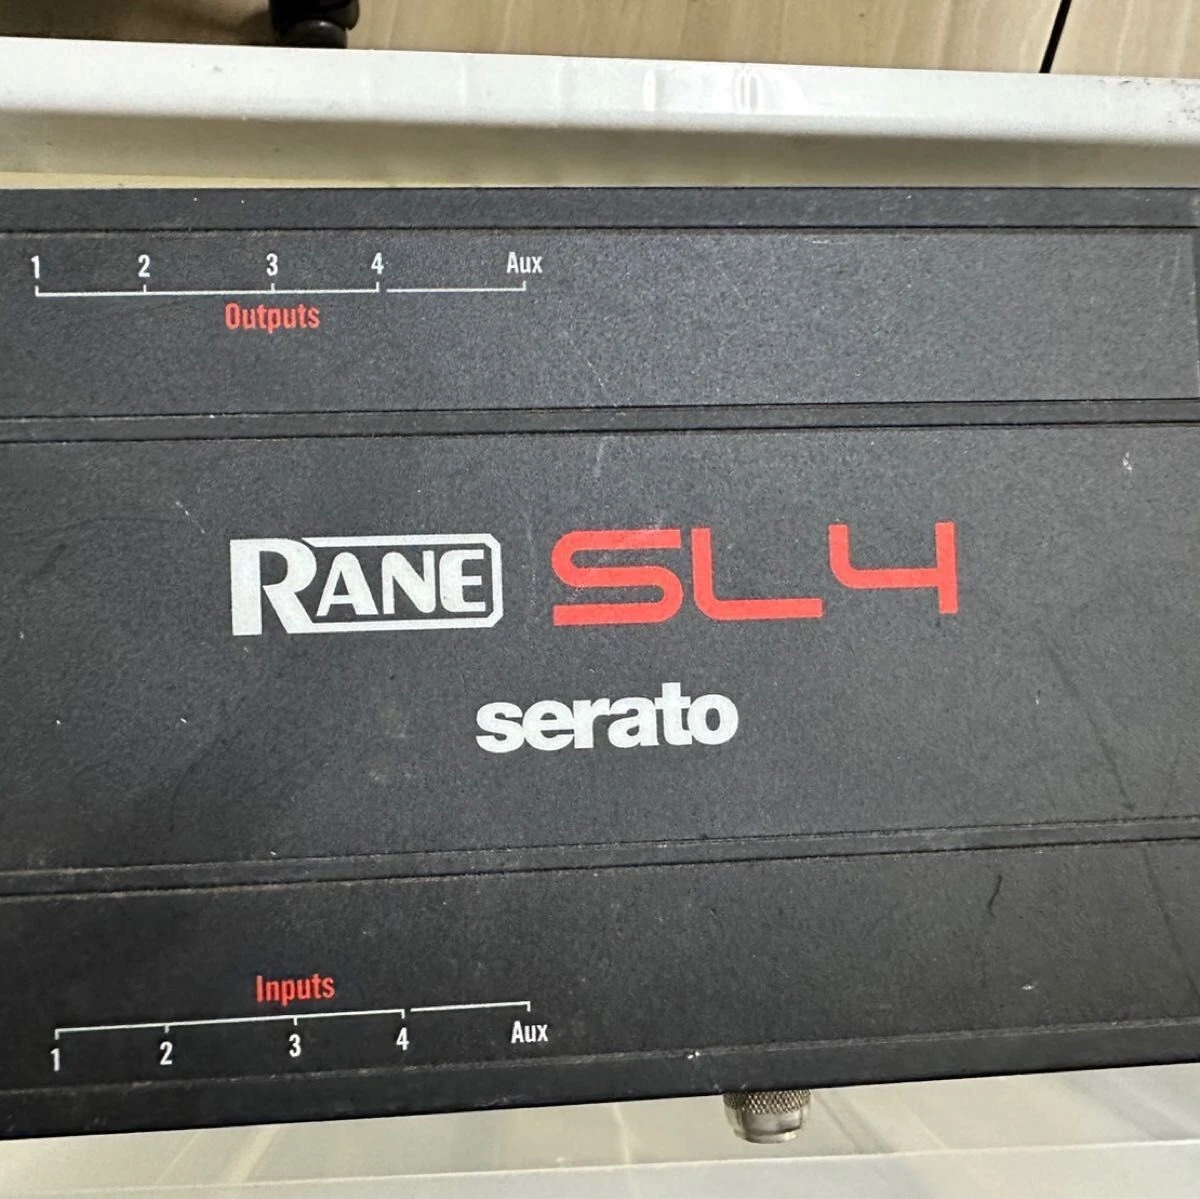 1 2 3 4 Aux
Outputs
RANE SL4
serato
Inputs
1 2 3 4 Aux